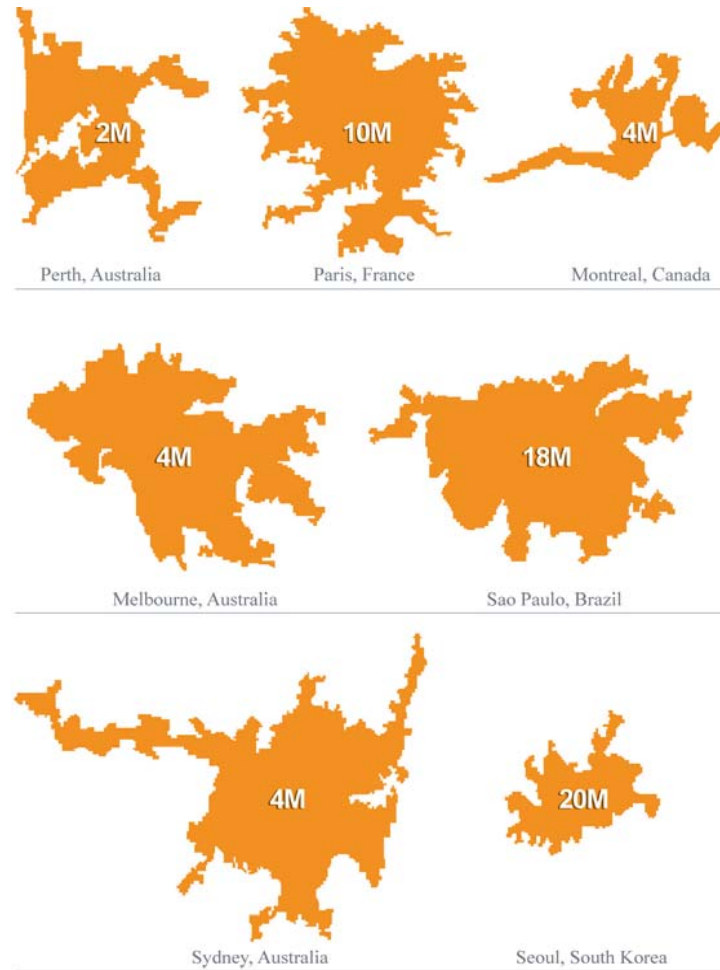 2M
10M
4M
Perth, Australia
Paris, France
Montreal, Canada
4M
18M
Melbourne, Australia
Sao Paulo, Brazil
4M
20M
Sydney, Australia
Seoul, South Korea